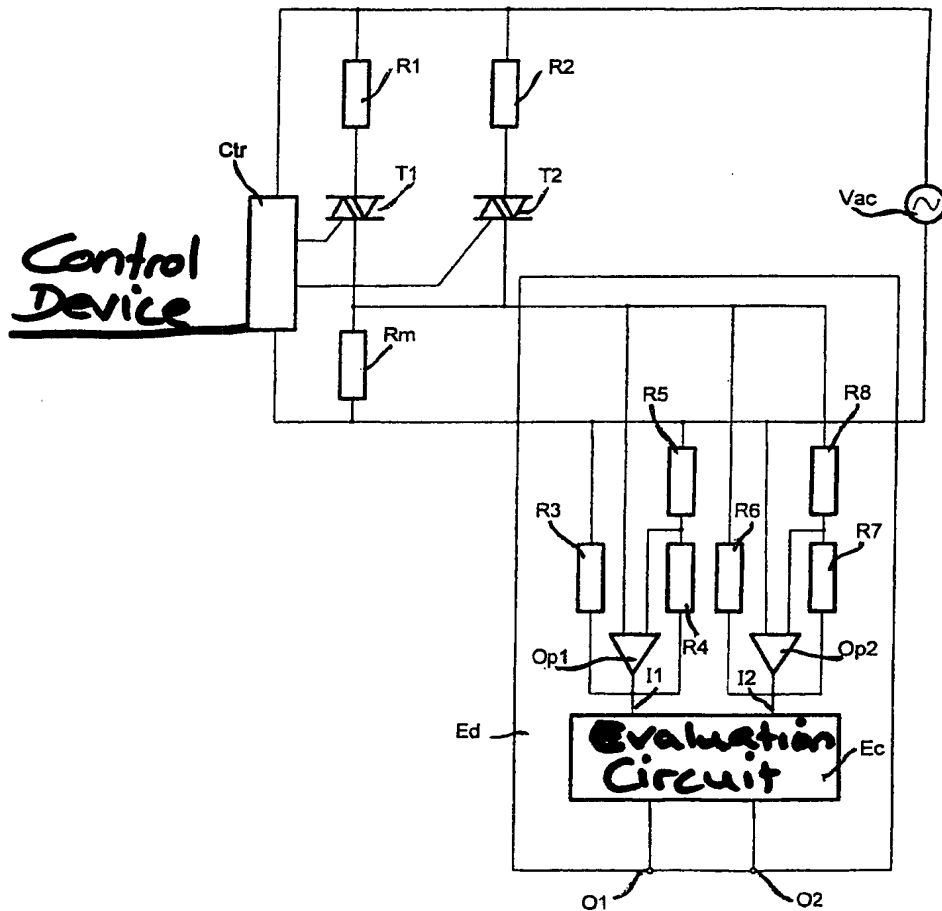 R1
R2
Ctr
T1
T2
Vac
Control
Device
Rm
R5
R8
R3
R6
R7
R4
Op1
Op2
I1
I2
Ed
Evaluation
Circuit
Ec
O1
O2